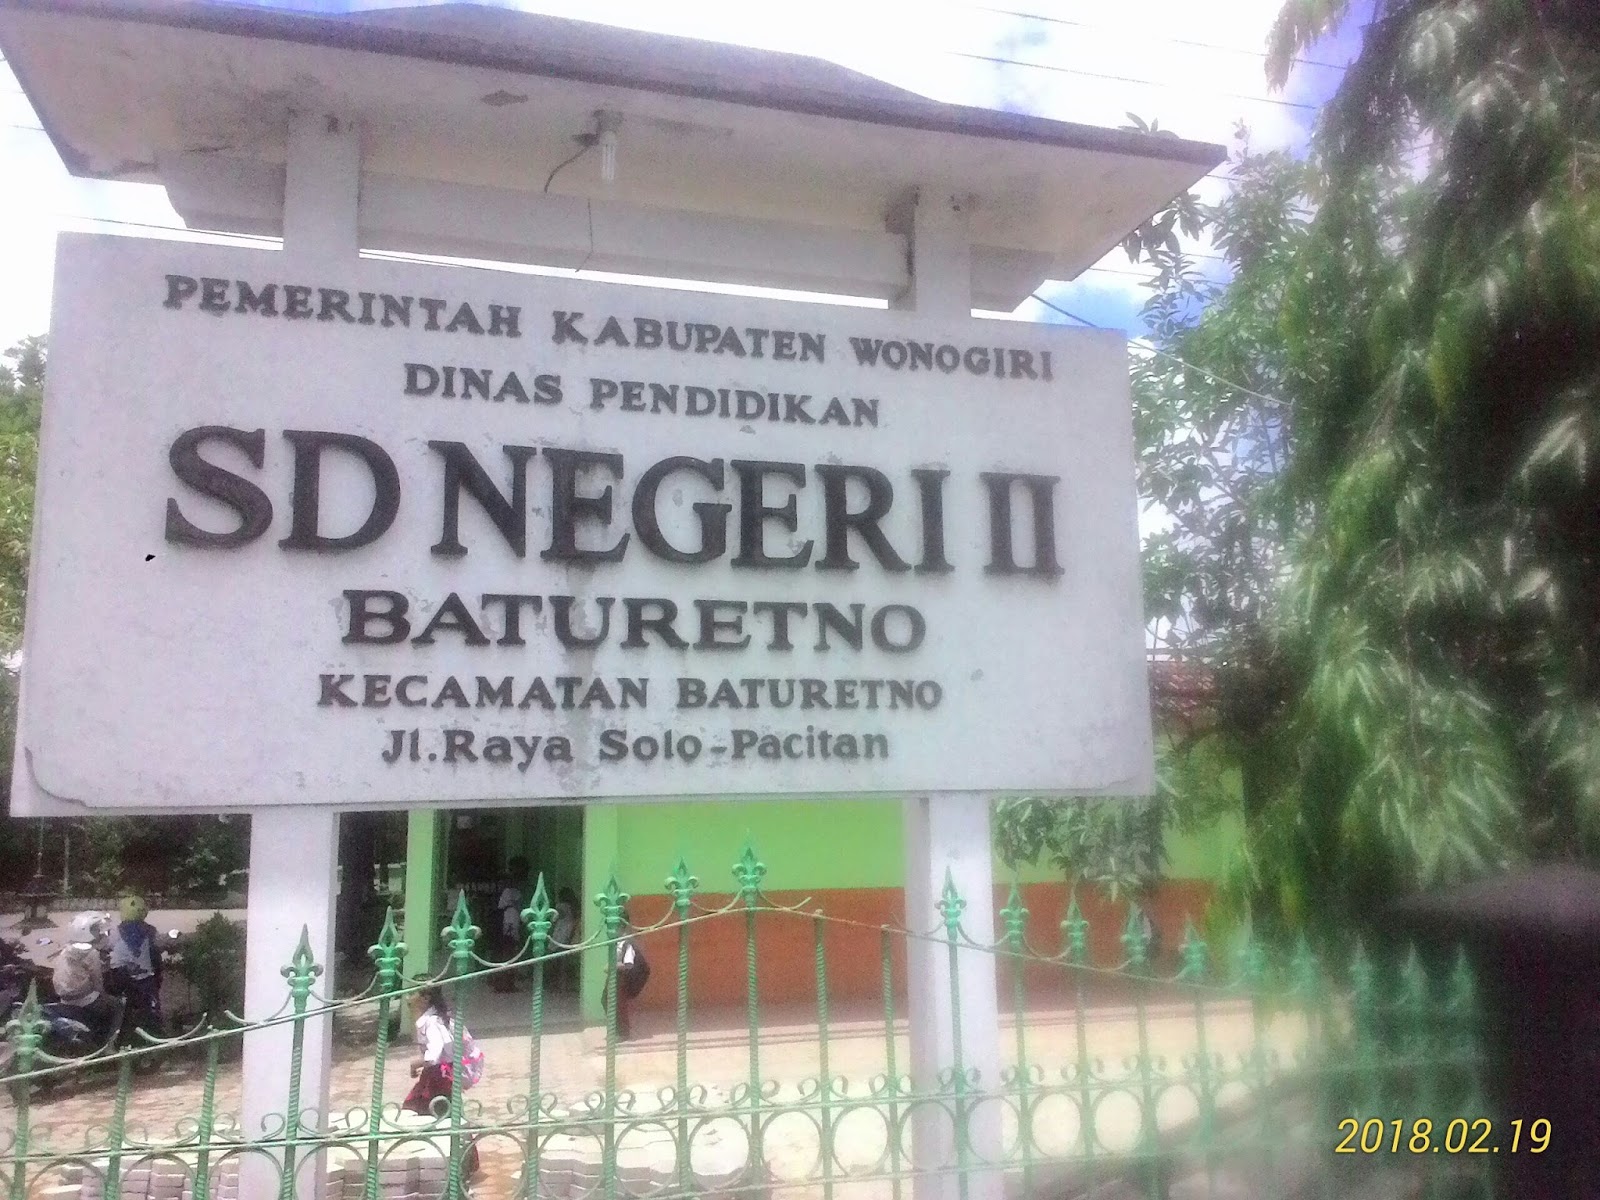 PEMERINTAH KABUPATEN WONOGIRI
DINAS PENDIDIKAN
SD NEGERI II
BATURETNO
KECAMATAN BATURETNO
Jl.Raya Solo-Pacitan
2018.02.19